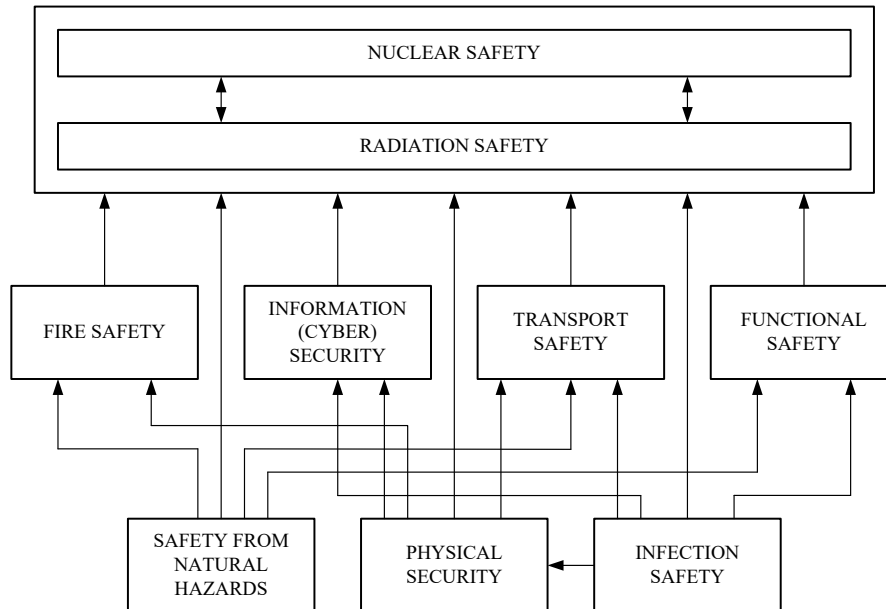 NUCLEAR SAFETY
RADIATION SAFETY
FIRE SAFETY
INFORMATION
(CYBER)
SECURITY
TRANSPORT
SAFETY
FUNCTIONAL
SAFETY
SAFETY FROM
NATURAL
HAZARDS
PHYSICAL
SECURITY
INFECTION
SAFETY